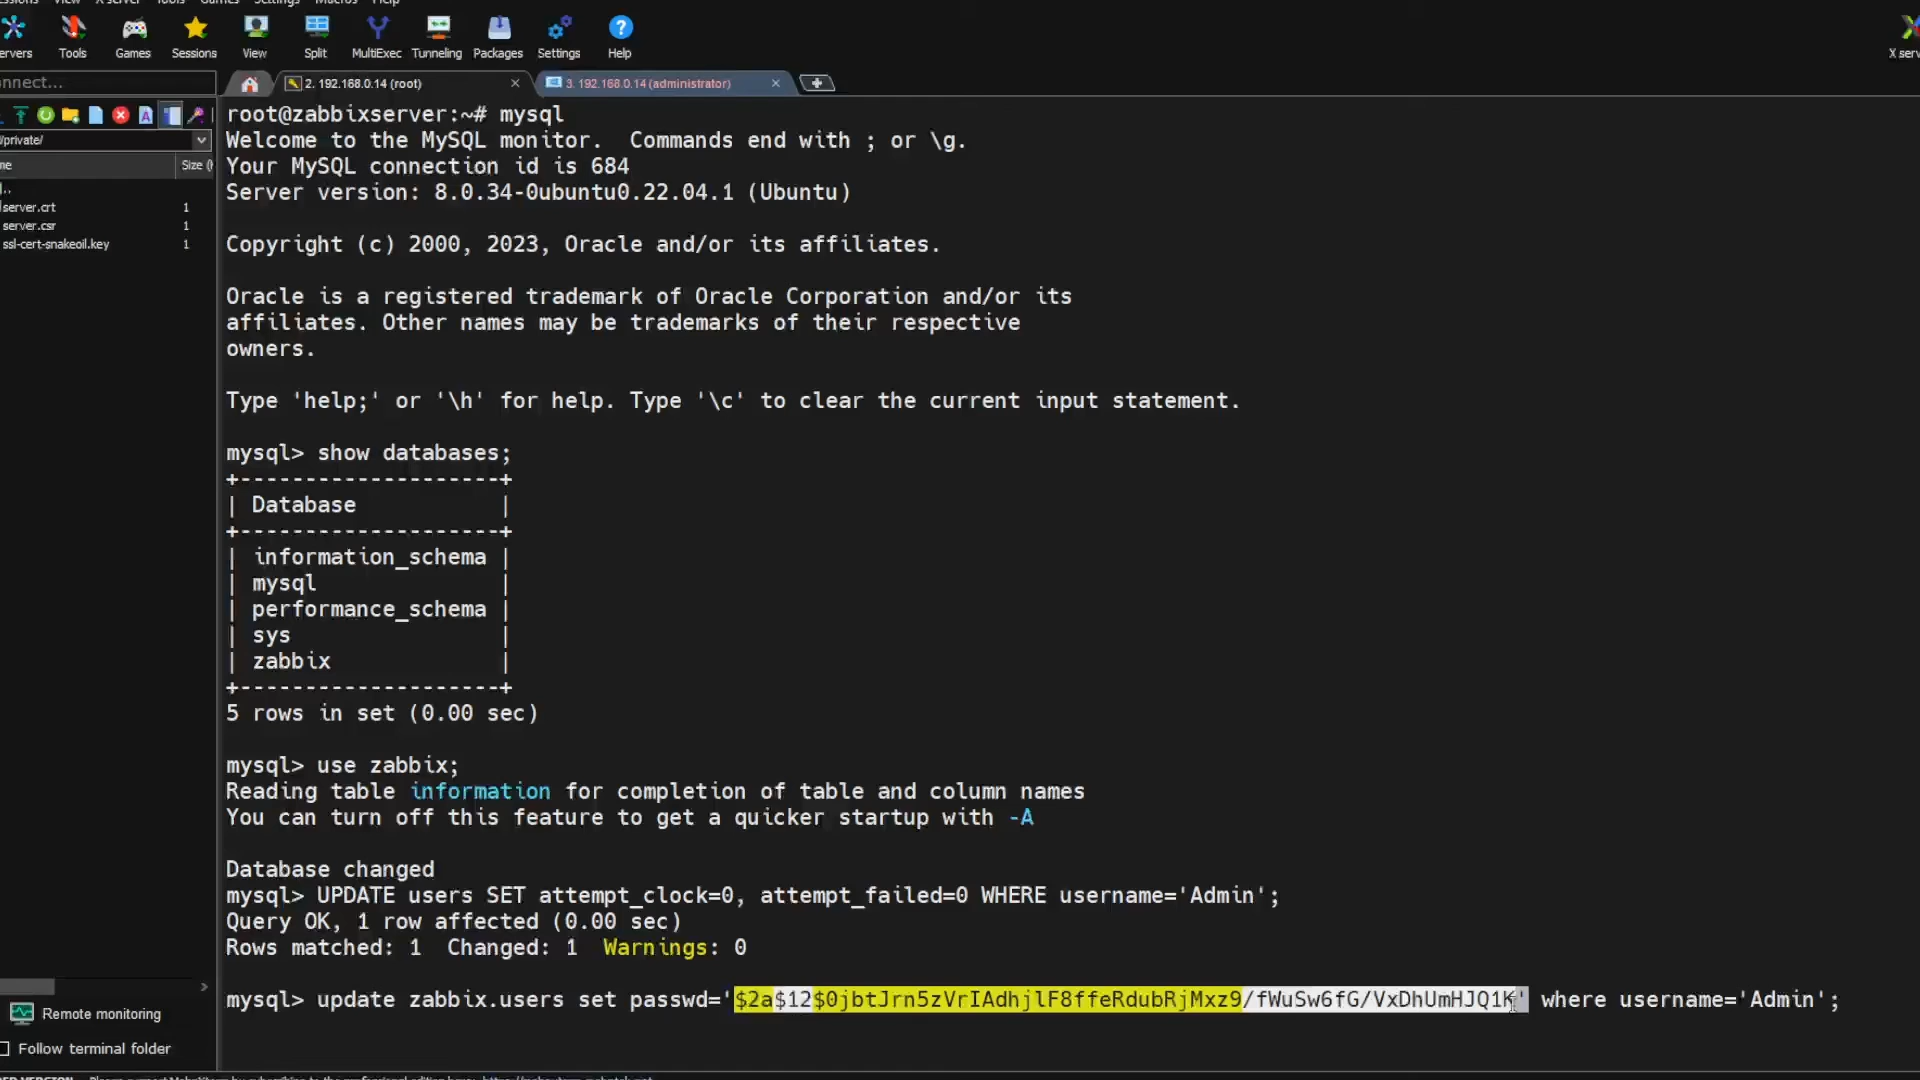 Tools Games Sessions View Split MultiExec Tunneling Packages Settings Help
2. 192.168.0.14 (root) 3. 192.168.0.14 (administrator)
/private/
Size
..
server.crt 1
server.csr 1
ssl-cert-snakeoil.key 1
root@zabbixserver:~# mysql
Welcome to the MySQL monitor.  Commands end with ; or \g.
Your MySQL connection id is 684
Server version: 8.0.34-0ubuntu0.22.04.1 (Ubuntu)
Copyright (c) 2000, 2023, Oracle and/or its affiliates.
Oracle is a registered trademark of Oracle Corporation and/or its
affiliates. Other names may be trademarks of their respective
owners.
Type 'help;' or '\h' for help. Type '\c' to clear the current input statement.
mysql> show databases;
+--------------------+
| Database           |
+--------------------+
| information_schema |
| mysql              |
| performance_schema |
| sys                |
| zabbix             |
+--------------------+
5 rows in set (0.00 sec)
mysql> use zabbix;
Reading table information for completion of table and column names
You can turn off this feature to get a quicker startup with -A
Database changed
mysql> UPDATE users SET attempt_clock=0, attempt_failed=0 WHERE username='Admin';
Query OK, 1 row affected (0.00 sec)
Rows matched: 1  Changed: 1  Warnings: 0
mysql> update zabbix.users set passwd='$2a$12$0jbtJrn5zVrIAdhjlF8ffeRdubRjMxz9/fWuSw6fG/VxDhUmHJQ1K' where username='Admin';
Remote monitoring
Follow terminal folder